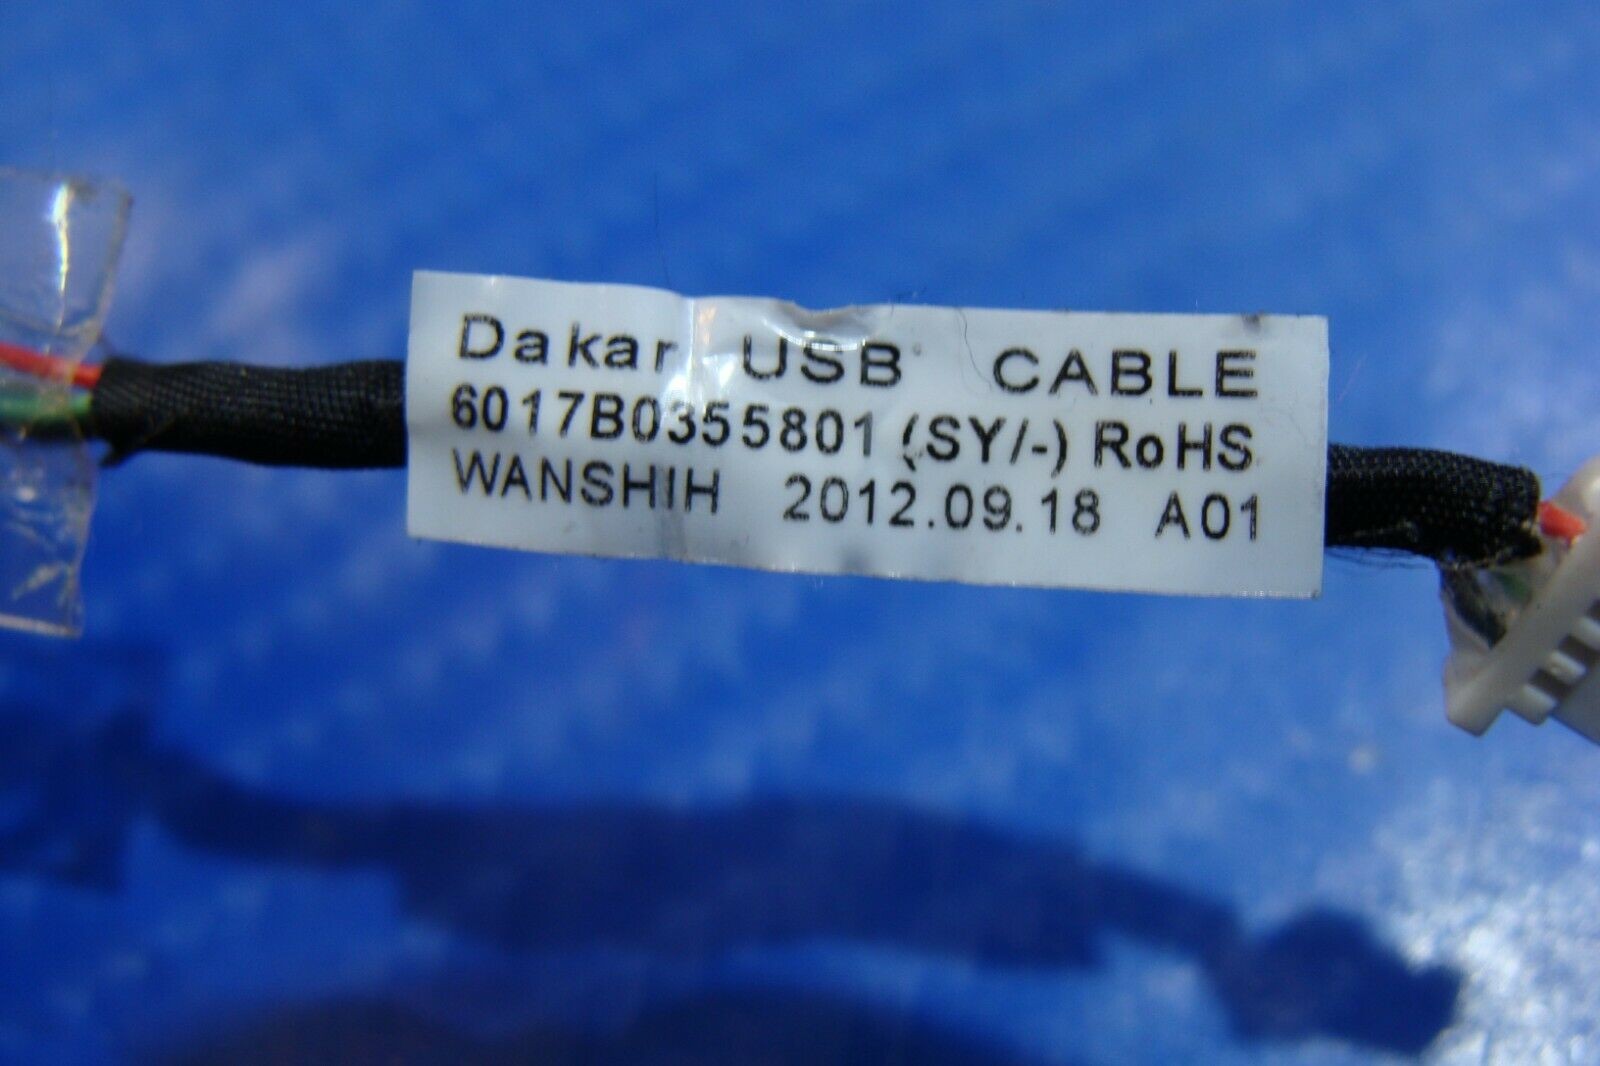 Dakar USB CABLE
6017B0355801 (SY/-) RoHS
WANSHIH 2012.09.18 A01